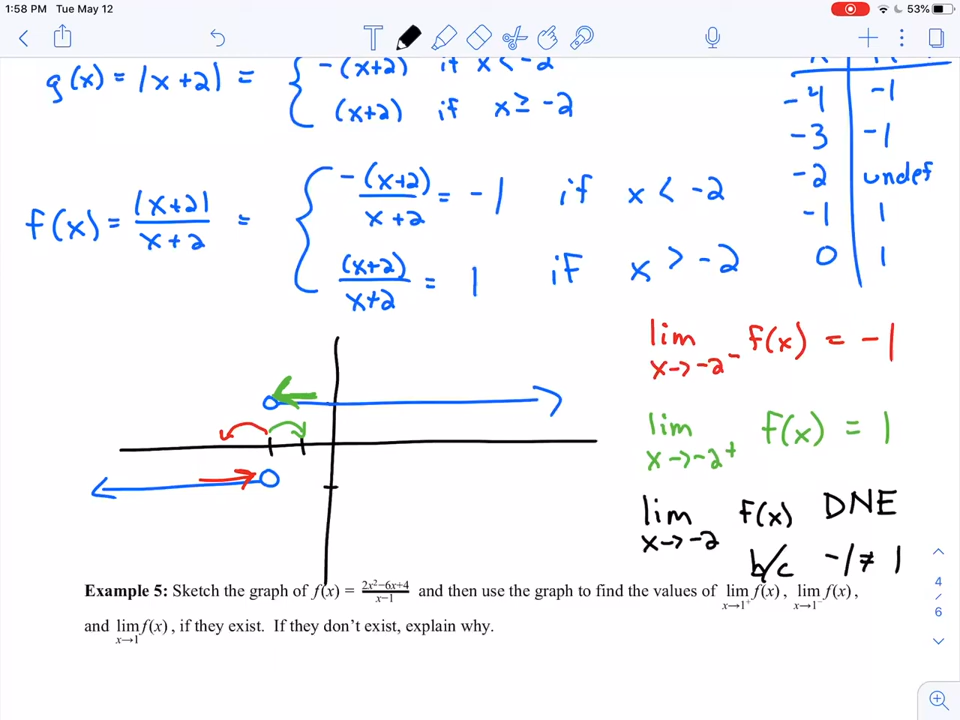 1:58 PM Tue May 12
53%
g(x) = |x+2| = { -(x+2) if x < -2
(x+2) if x ≥ -2
f(x) = |x+2| / x+2 = { -(x+2) / x+2 = -1 if x < -2
(x+2) / x+2 = 1 if x > -2
-4 | -1
-3 | -1
-2 | undef
-1 | 1
0 | 1
lim x→-2⁻ f(x) = -1
lim x→-2⁺ f(x) = 1
lim x→-2 f(x) DNE
b/c -1 ≠ 1
Example 5: Sketch the graph of f(x) = 2x²−6x+4 / x−1 and then use the graph to find the values of lim x→1⁺ f(x), lim x→1⁻ f(x),
and lim x→1 f(x), if they exist. If they don't exist, explain why.
4
/
6